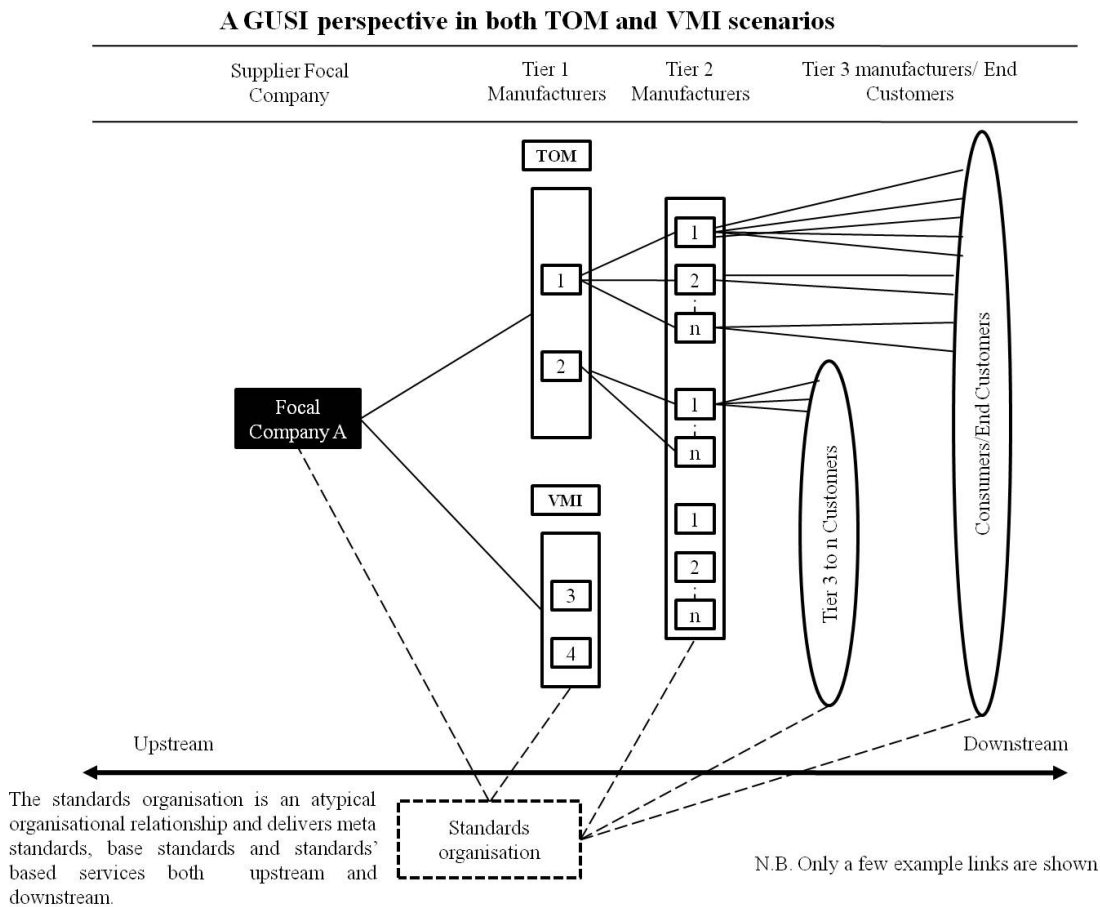 A GUSI perspective in both TOM and VMI scenarios
Supplier Focal
Company
Tier 1
Manufacturers
Tier 2
Manufacturers
Tier 3 manufacturers/ End
Customers
TOM
1
2
VMI
3
4
1
2
n
1
n
1
2
n
Focal
Company A
Tier 3 to n Customers
Consumers/End Customers
Upstream
Downstream
The standards organisation is an atypical
organisational relationship and delivers meta
standards, base standards and standards’
based services both upstream and
downstream.
Standards
organisation
N.B. Only a few example links are shown